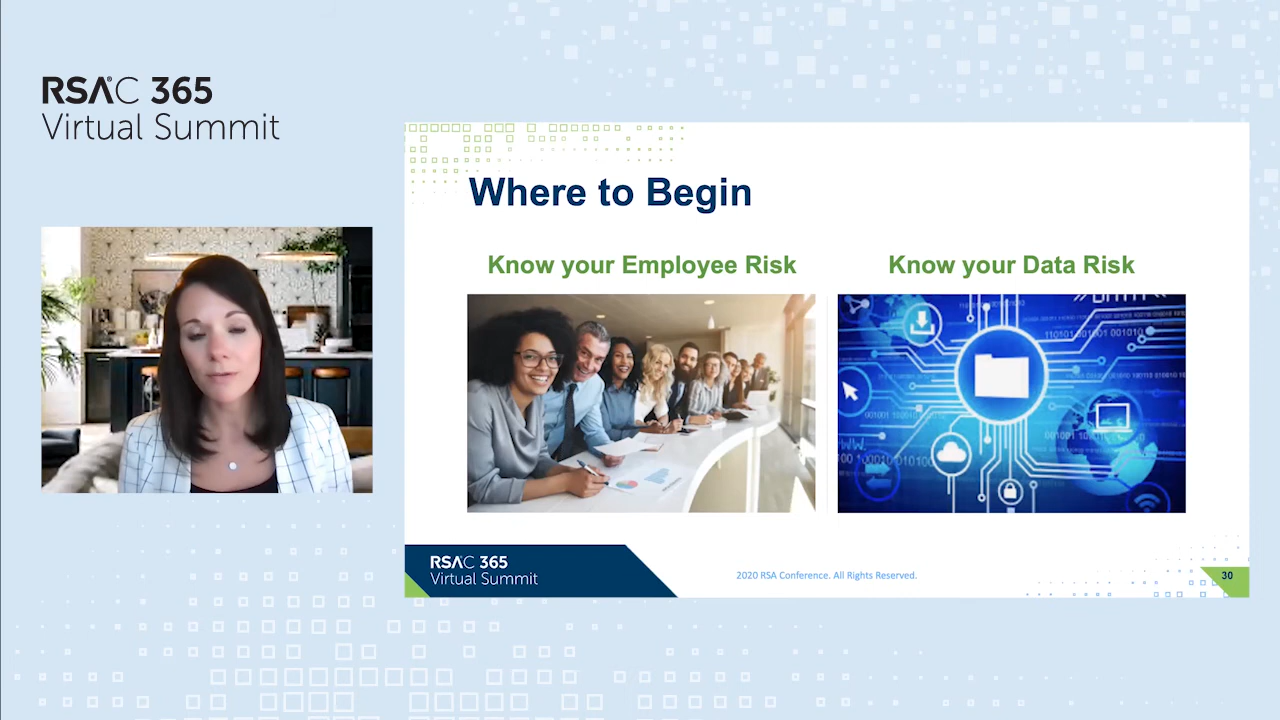 RSAC 365
Virtual Summit
Where to Begin
Know your Employee Risk
Know your Data Risk
RSAC 365
Virtual Summit
2020 RSA Conference. All Rights Reserved.
30